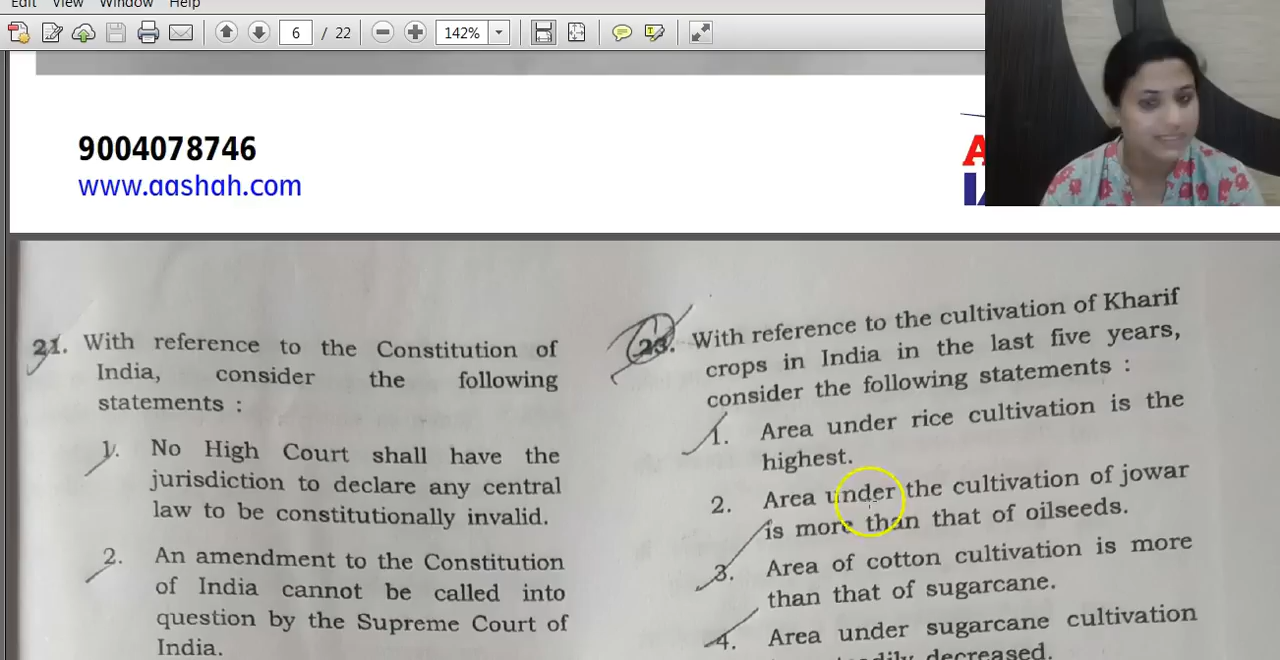 Edit View Window Help
6 / 22 142%
9004078746
www.aashah.com
A
21. With reference to the Constitution of
India, consider the following
statements :
1. No High Court shall have the
jurisdiction to declare any central
law to be constitutionally invalid.
2. An amendment to the Constitution
of India cannot be called into
question by the Supreme Court of
India.
23. With reference to the cultivation of Kharif
crops in India in the last five years,
consider the following statements :
1. Area under rice cultivation is the
highest.
2. Area under the cultivation of jowar
is more than that of oilseeds.
3. Area of cotton cultivation is more
than that of sugarcane.
4. Area under sugarcane cultivation
decreased.